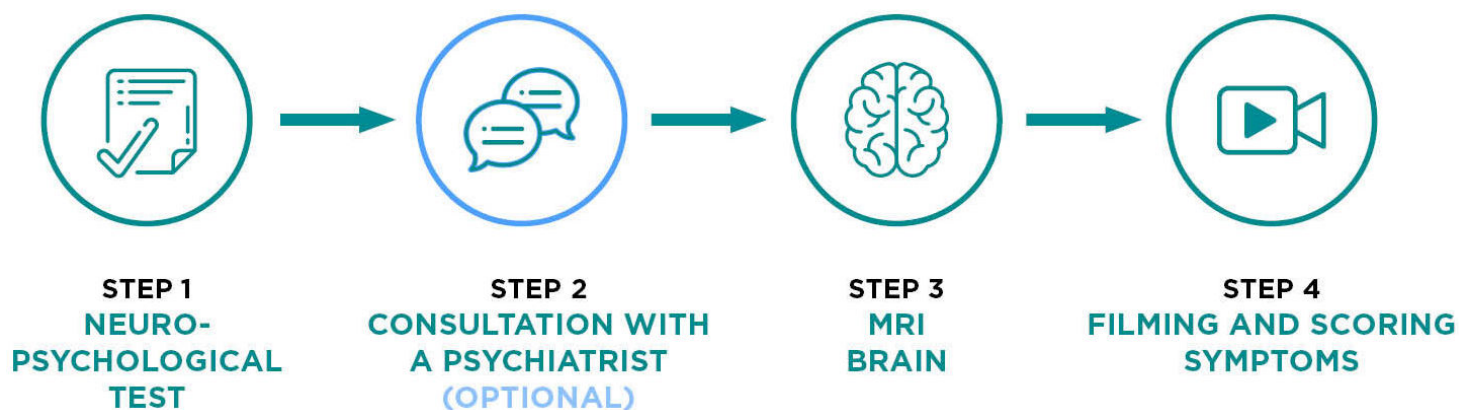 STEP 1
NEURO-
PSYCHOLOGICAL
TEST
STEP 2
CONSULTATION WITH
A PSYCHIATRIST
(OPTIONAL)
STEP 3
MRI
BRAIN
STEP 4
FILMING AND SCORING
SYMPTOMS